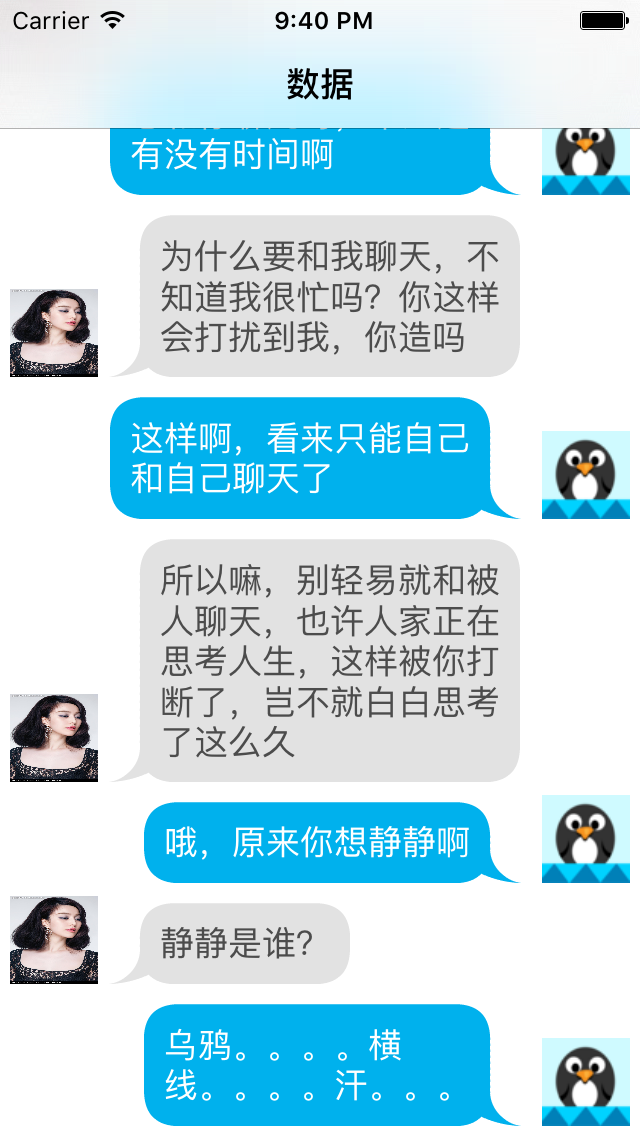 Carrier
9:40 PM
数据
有没有时间啊
为什么要和我聊天，不
知道我很忙吗？你这样
会打扰到我，你造吗
这样啊，看来只能自己
和自己聊天了
所以嘛，别轻易就和被
人聊天，也许人家正在
思考人生，这样被你打
断了，岂不就白白思考
了这么久
哦，原来你想静静啊
静静是谁？
乌鸦。。。。横
线。。。。汗。。。